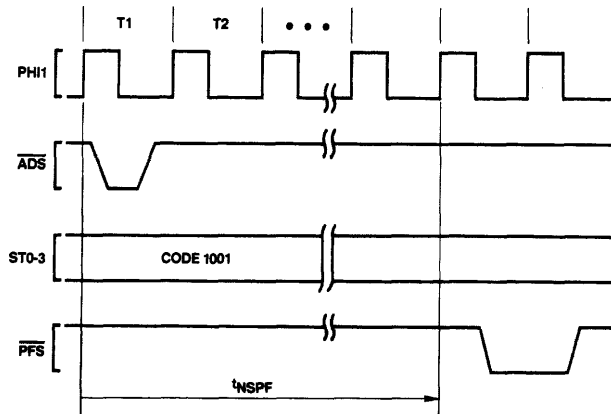 T1 T2 • • •
PHI1
ADS
ST0-3 CODE 1001
PFS
tNSPF